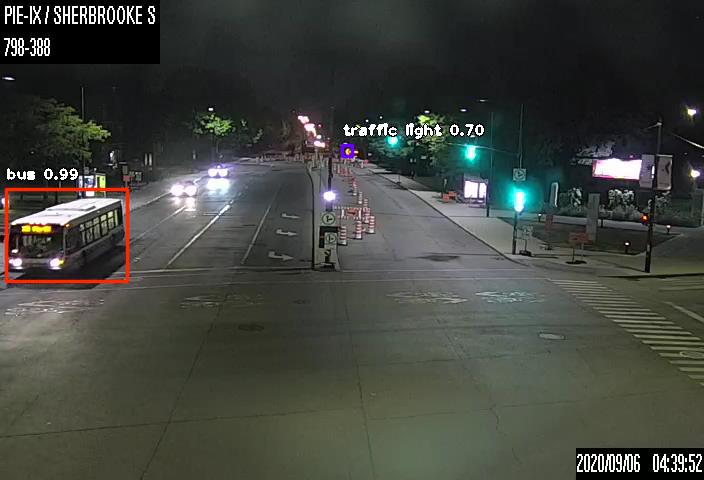 PIE-IX / SHERBROOKE S
798-388
traffic light 0.70
bus 0.99
2020/09/06 04:39:52